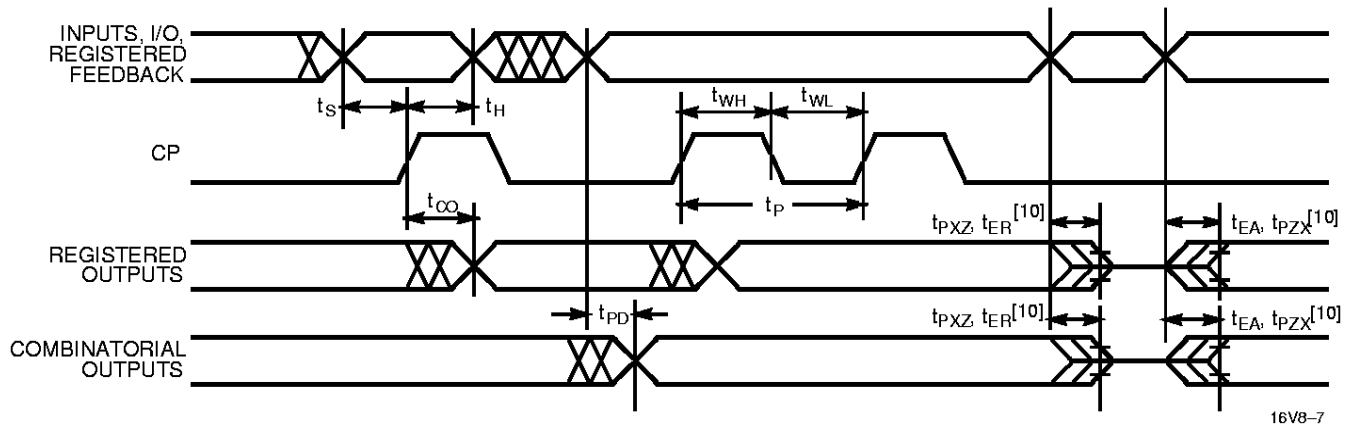 INPUTS, I/O,
REGISTERED
FEEDBACK
tS
tH
tWH
tWL
CP
tCO
tP
tPXZ, tER[10]
tEA, tPZX[10]
REGISTERED
OUTPUTS
tPD
tPXZ, tER[10]
tEA, tPZX[10]
COMBINATORIAL
OUTPUTS
16V8–7